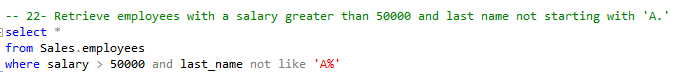 -- 22- Retrieve employees with a salary greater than 50000 and last name not starting with 'A.'
select *
from Sales.employees
where salary > 50000 and last_name not like 'A%'